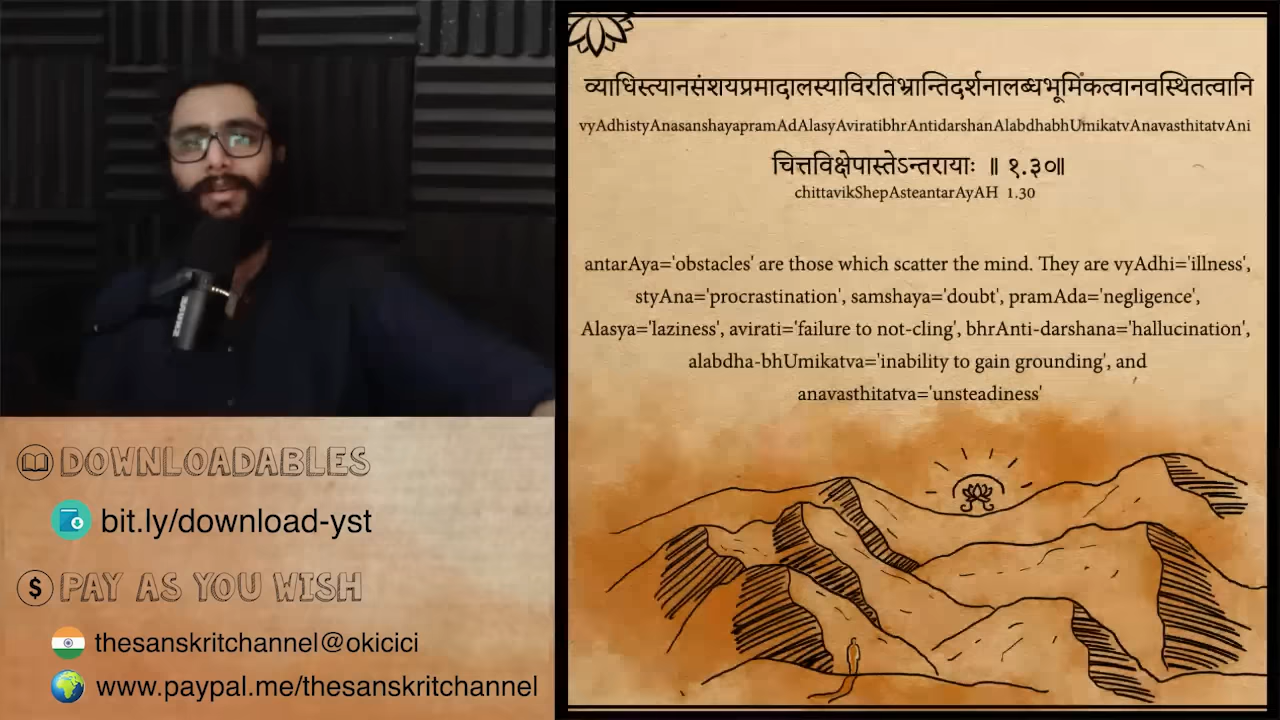 व्याधिस्त्यानसंशयप्रमादालस्याविरतिभ्रान्तिदर्शनालब्धभूमिकत्वानवस्थितत्वानि
vyAdhistyAnasanshayapramAdAlasyAviratibhrAntidarshanAlabdhabhUmikatvAnavasthitatvAni
चित्तविक्षेपास्तेऽन्तरायाः ॥ १.३०॥
chittavikShepAsteantarAyAH 1.30
antarAya='obstacles' are those which scatter the mind. They are vyAdhi='illness',
styAna='procrastination', samshaya='doubt', pramAda='negligence',
Alasya='laziness', avirati='failure to not-cling', bhrAnti-darshana='hallucination',
alabdha-bhUmikatva='inability to gain grounding', and
anavasthitatva='unsteadiness'
DOWNLOADABLES
bit.ly/download-yst
$ PAY AS YOU WISH
thesanskritchannel@okicici
www.paypal.me/thesanskritchannel